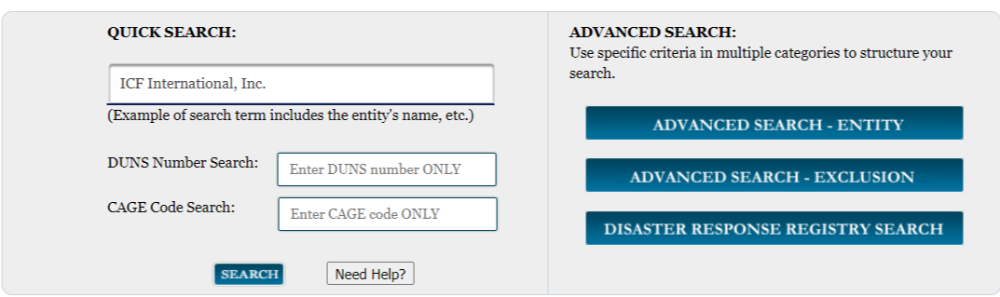 QUICK SEARCH:
ICF International, Inc.
(Example of search term includes the entity's name, etc.)
DUNS Number Search:
Enter DUNS number ONLY
CAGE Code Search:
Enter CAGE code ONLY
SEARCH
Need Help?
ADVANCED SEARCH:
Use specific criteria in multiple categories to structure your
search.
ADVANCED SEARCH - ENTITY
ADVANCED SEARCH - EXCLUSION
DISASTER RESPONSE REGISTRY SEARCH